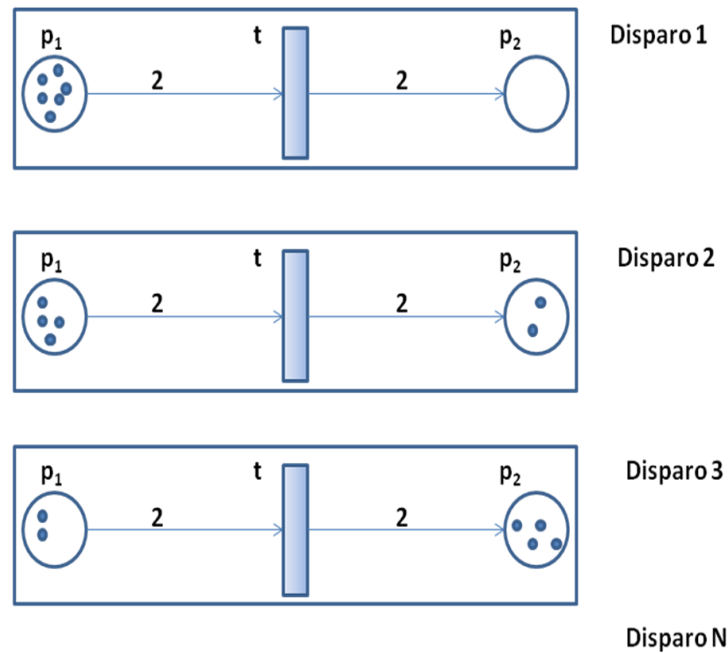 p₁ t p₂ Disparo 1
2 2
p₁ t p₂ Disparo 2
2 2
p₁ t p₂ Disparo 3
2 2
Disparo N